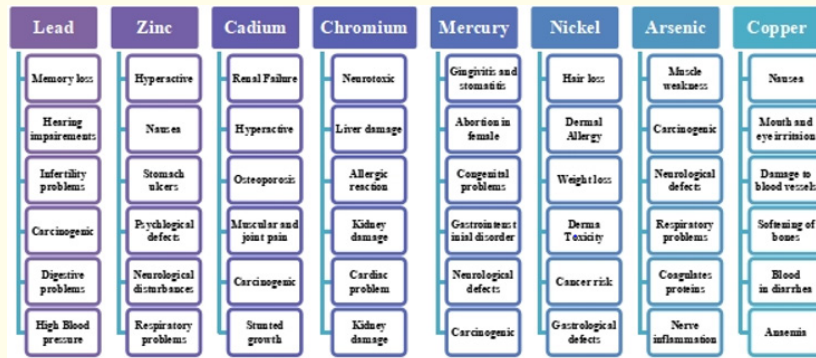 Lead
Zinc
Cadium
Chromium
Mercury
Nickel
Arsenic
Copper
Memory loss
Hearing
impairements
Infertility
problems
Carcinogenic
Digestive
problems
High Blood
pressure
Hyperactive
Nausea
Stomach
ulcers
Psychlogical
defects
Neurological
disturbances
Respiratory
problems
Renal Failure
Hyperactive
Osteoporosis
Muscular and
joint pain
Carcinogenic
Stunted
growth
Neurotoxic
Liver damage
Allergic
reaction
Kidney
damage
Cardiac
problem
Kidney
damage
Gingivitis and
stomatitis
Abortion in
female
Congenital
problems
Gastrointenst
inial disorder
Neurological
defects
Carcinogenic
Hair loss
Dermal
Allergy
Weight loss
Derma
Toxicity
Cancer risk
Gastrological
defects
Muscle
weakness
Carcinogenic
Neurological
defects
Respiratory
problems
Coagulates
proteins
Nerve
inflammation
Nausea
Mouth and
eye irritaion
Damage to
blood vessels
Softening of
bones
Blood
in diarrhea
Anaemia